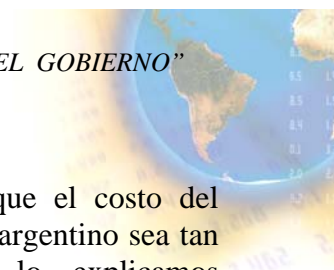 EL GOBIERNO”
que el costo del
argentino sea tan
lo explicamos